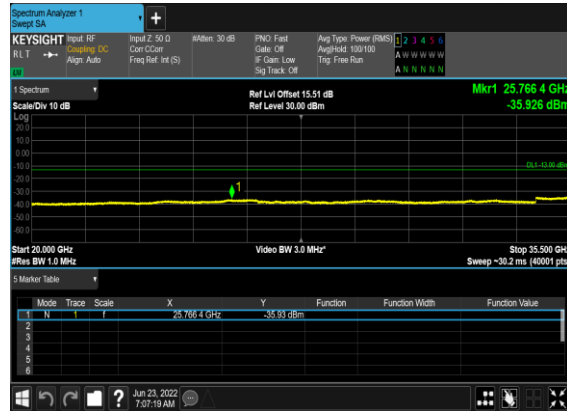 Spectrum Analyzer 1
Swept SA
+
KEYSIGHT Input: RF Input Z: 50 Ω #Atten: 30 dB PNO: Fast Avg Type: Power (RMS) 1 2 3 4 5 6
RLT Coupling: DC Corr CCorr Gate: Off Avg|Hold: 100/100 A W W W W W
Align: Auto Freq Ref: Int (S) IF Gain: Low Trig: Free Run A N N N N N
Sig Track: Off
1 Spectrum Ref Lvl Offset 15.51 dB Mkr1 25.766 4 GHz
Scale/Div 10 dB Ref Level 30.00 dBm -35.926 dBm
Log
20.0
10.0
0.00
-10.0
DL1 -13.00 dBm
-20.0
-30.0
1
-40.0
-50.0
-60.0
Start 20.000 GHz Video BW 3.0 MHz* Stop 35.500 GHz
#Res BW 1.0 MHz Sweep ~30.2 ms (40001 pts)
5 Marker Table
Mode Trace Scale X Y Function Function Width Function Value
1 N 1 f 25.766 4 GHz -35.93 dBm
2
3
4
5
6
? Jun 23, 2022
7:07:19 AM